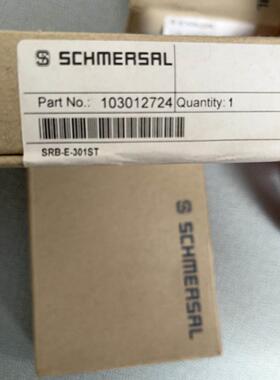 SCHMERSAL
Part No.: 103012724 Quantity: 1
SRB-E-301ST
SCHMERSAL